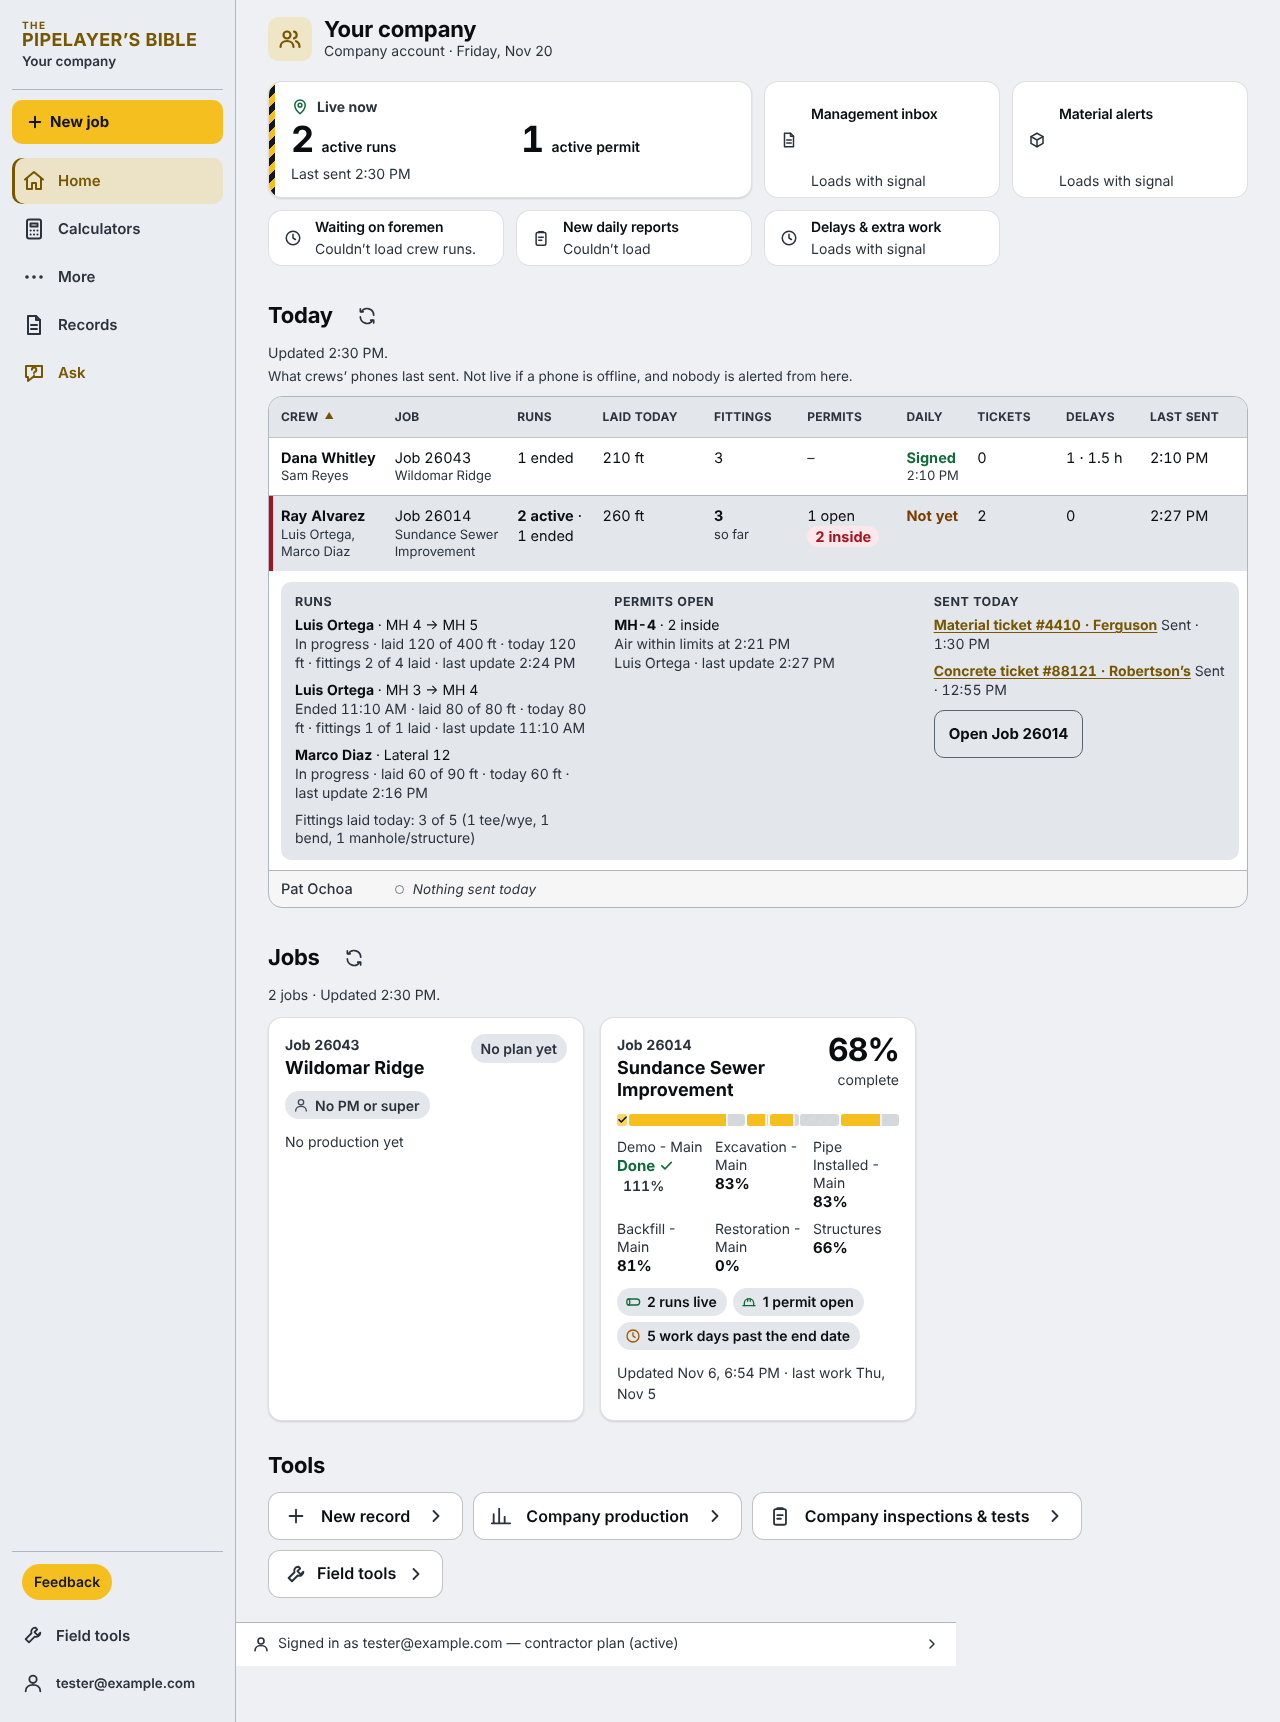 THE
PIPELAYER’S BIBLE
Your company
New job
Home
Calculators
More
Records
Ask
Feedback
Field tools
tester@example.com
Your company
Company account · Friday, Nov 20
Live now
2 active runs
1 active permit
Last sent 2:30 PM
Management inbox
Loads with signal
Material alerts
Loads with signal
Waiting on foremen
Couldn’t load crew runs.
New daily reports
Couldn’t load
Delays & extra work
Loads with signal
Today
Updated 2:30 PM.
What crews’ phones last sent. Not live if a phone is offline, and nobody is alerted from here.
CREW JOB RUNS LAID TODAY FITTINGS PERMITS DAILY TICKETS DELAYS LAST SENT
Dana Whitley Job 26043 1 ended 210 ft 3 – Signed 0 1 · 1.5 h 2:10 PM
Sam Reyes Wildomar Ridge 2:10 PM
Ray Alvarez Job 26014 2 active · 260 ft 3 1 open Not yet 2 0 2:27 PM
Luis Ortega, Sundance Sewer 1 ended so far 2 inside
Marco Diaz Improvement
RUNS
Luis Ortega · MH 4 → MH 5
In progress · laid 120 of 400 ft · today 120
ft · fittings 2 of 4 laid · last update 2:24 PM
Luis Ortega · MH 3 → MH 4
Ended 11:10 AM · laid 80 of 80 ft · today 80
ft · fittings 1 of 1 laid · last update 11:10 AM
Marco Diaz · Lateral 12
In progress · laid 60 of 90 ft · today 60 ft ·
last update 2:16 PM
Fittings laid today: 3 of 5 (1 tee/wye, 1
bend, 1 manhole/structure)
PERMITS OPEN
MH-4 · 2 inside
Air within limits at 2:21 PM
Luis Ortega · last update 2:27 PM
SENT TODAY
Material ticket #4410 · Ferguson Sent ·
1:30 PM
Concrete ticket #88121 · Robertson’s Sent
· 12:55 PM
Open Job 26014
Pat Ochoa Nothing sent today
Jobs
2 jobs · Updated 2:30 PM.
Job 26043
Wildomar Ridge
No plan yet
No PM or super
No production yet
Job 26014
Sundance Sewer
Improvement
68%
complete
Demo - Main
Done
111%
Excavation -
Main
83%
Pipe
Installed -
Main
83%
Backfill -
Main
81%
Restoration -
Main
0%
Structures
66%
2 runs live
1 permit open
5 work days past the end date
Updated Nov 6, 6:54 PM · last work Thu,
Nov 5
Tools
New record
Company production
Company inspections & tests
Field tools
Signed in as tester@example.com — contractor plan (active)